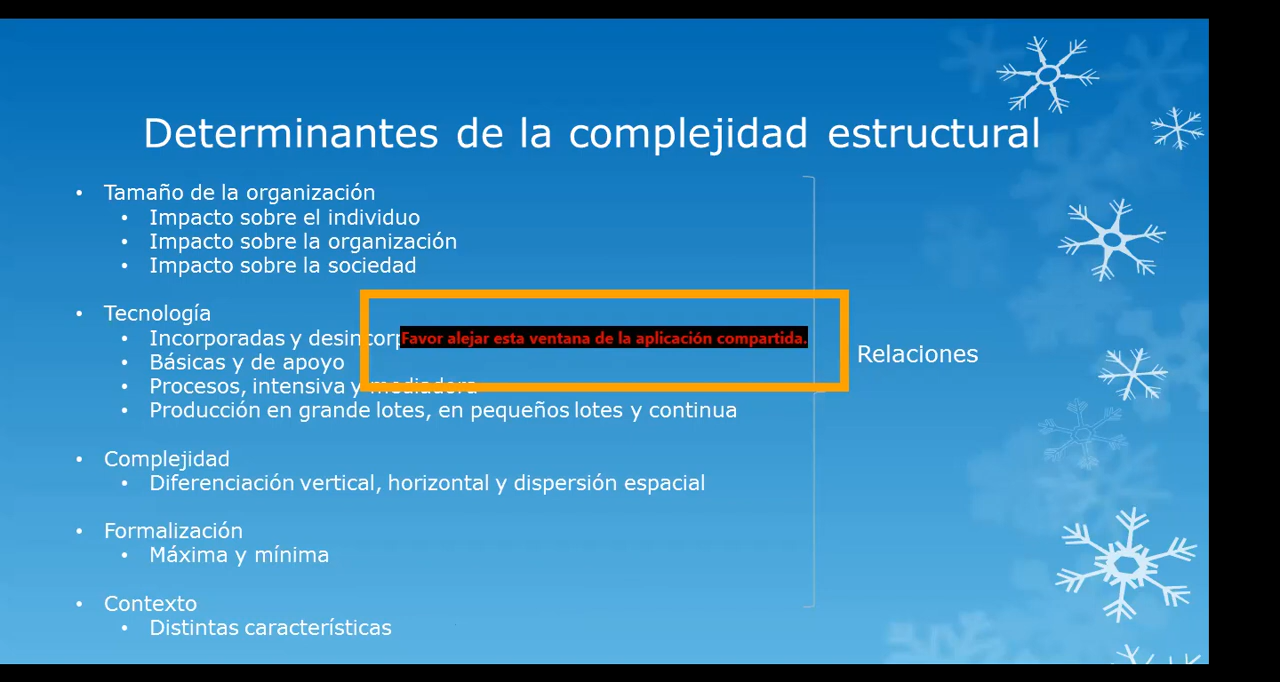 Determinantes de la complejidad estructural
• Tamaño de la organización
• Impacto sobre el individuo
• Impacto sobre la organización
• Impacto sobre la sociedad
• Tecnología
• Incorporadas y
Favor alejar esta ventana de la aplicación compartida.
• Básicas y de apoyo
• Procesos, intensiva y mediadora
• Producción en grande lotes, en pequeños lotes y continua
Relaciones
• Complejidad
• Diferenciación vertical, horizontal y dispersión espacial
• Formalización
• Máxima y mínima
• Contexto
• Distintas características